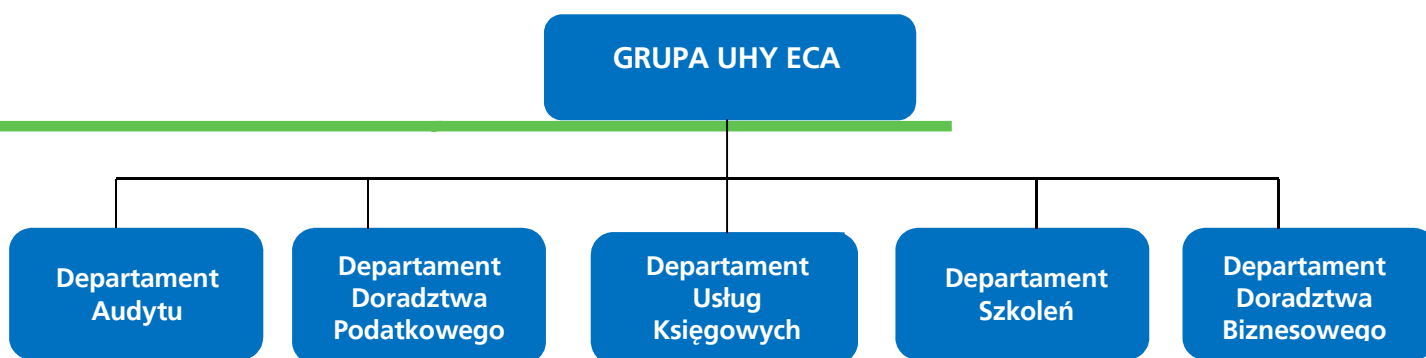 GRUPA UHY ECA
Departament
Audytu
Departament
Doradztwa
Podatkowego
Departament
Usług
Księgowych
Departament
Szkoleń
Departament
Doradztwa
Biznesowego